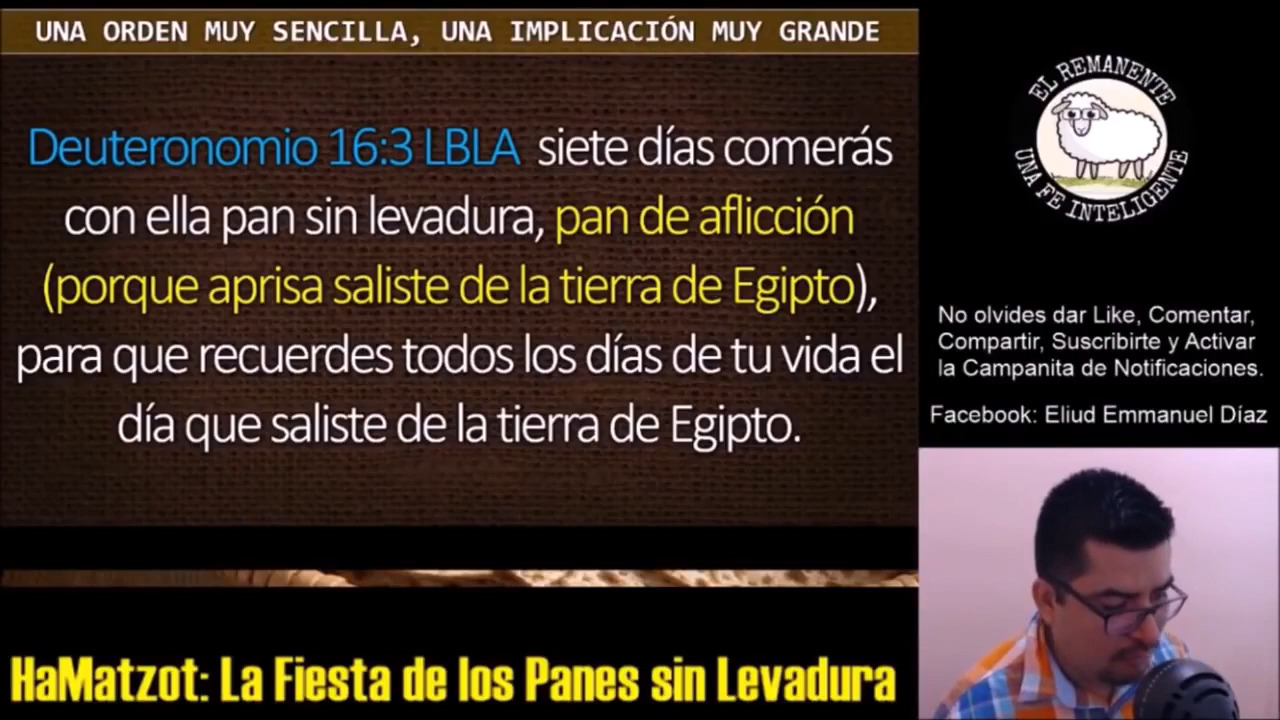 UNA ORDEN MUY SENCILLA, UNA IMPLICACIÓN MUY GRANDE
Deuteronomio 16:3 LBLA siete días comerás
con ella pan sin levadura, pan de aflicción
(porque aprisa saliste de la tierra de Egipto),
para que recuerdes todos los días de tu vida el
día que saliste de la tierra de Egipto.
EL REMANENTE
UNA FE INTELIGENTE
No olvides dar Like, Comentar,
Compartir, Suscribirte y Activar
la Campanita de Notificaciones.
Facebook: Eliud Emmanuel Díaz
HaMatzot: La Fiesta de los Panes sin Levadura